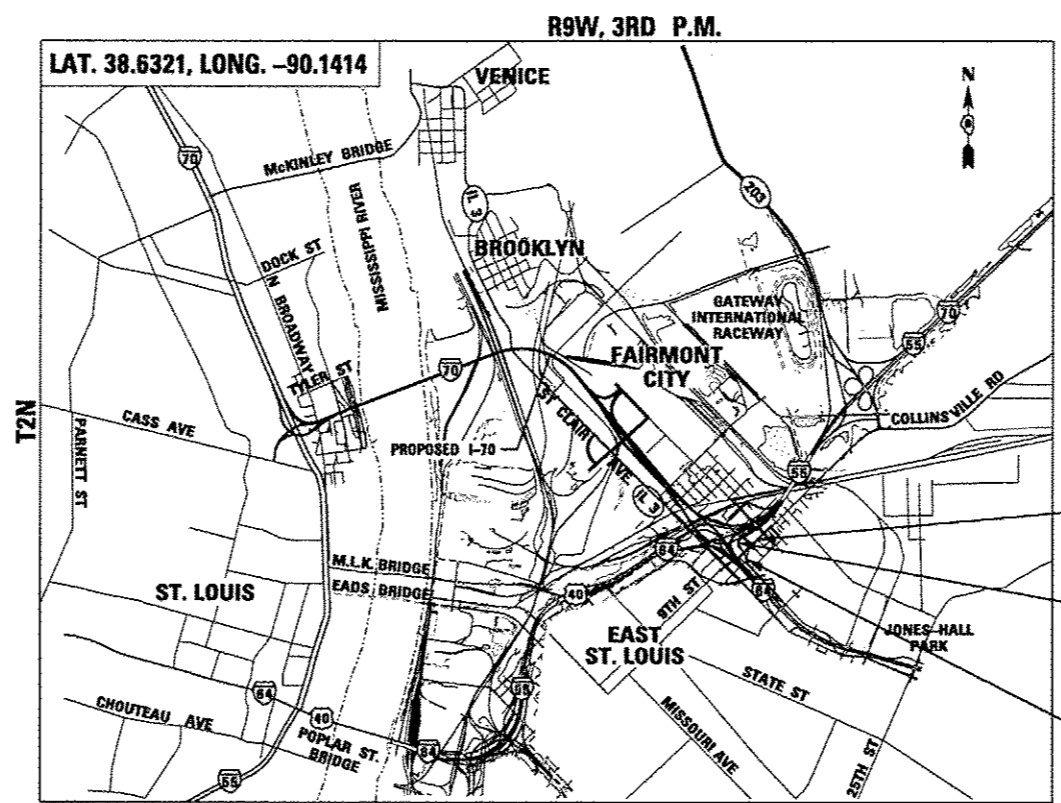 R9W, 3RD P.M.
LAT. 38.6321, LONG. –90.1414
VENICE
N
70
McKINLEY BRIDGE
MISSISSIPPI RIVER
IL 3
203
BROOKLYN
DOCK ST
N BROADWAY
GATEWAY
INTERNATIONAL
RACEWAY
70
55
TYLER ST
70
FAIRMONT
CITY
T2N
CASS AVE
PARNETT ST
COLLINSVILLE RD
PROPOSED I-70
ST CLAIR
AVE
55
IL 3
M.L.K. BRIDGE
64
EADS BRIDGE
ST. LOUIS
40
64
9TH ST
EAST
ST. LOUIS
JONES HALL
PARK
STATE ST
64
55
CHOUTEAU AVE
40
MISSOURI AVE
POPLAR ST.
BRIDGE
64
55
25TH ST